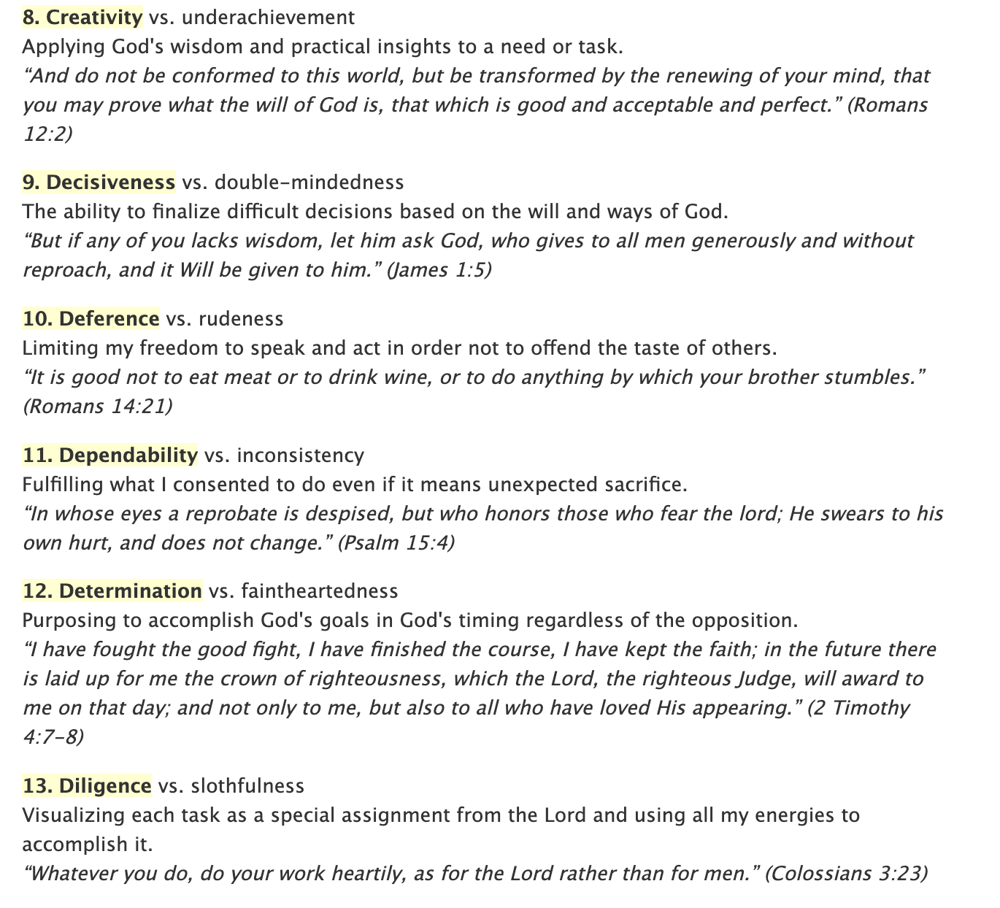 8. Creativity vs. underachievement
Applying God's wisdom and practical insights to a need or task.
“And do not be conformed to this world, but be transformed by the renewing of your mind, that
you may prove what the will of God is, that which is good and acceptable and perfect.” (Romans
12:2)
9. Decisiveness vs. double-mindedness
The ability to finalize difficult decisions based on the will and ways of God.
“But if any of you lacks wisdom, let him ask God, who gives to all men generously and without
reproach, and it Will be given to him.” (James 1:5)
10. Deference vs. rudeness
Limiting my freedom to speak and act in order not to offend the taste of others.
“It is good not to eat meat or to drink wine, or to do anything by which your brother stumbles.”
(Romans 14:21)
11. Dependability vs. inconsistency
Fulfilling what I consented to do even if it means unexpected sacrifice.
“In whose eyes a reprobate is despised, but who honors those who fear the lord; He swears to his
own hurt, and does not change.” (Psalm 15:4)
12. Determination vs. faintheartedness
Purposing to accomplish God's goals in God's timing regardless of the opposition.
“I have fought the good fight, I have finished the course, I have kept the faith; in the future there
is laid up for me the crown of righteousness, which the Lord, the righteous Judge, will award to
me on that day; and not only to me, but also to all who have loved His appearing.” (2 Timothy
4:7-8)
13. Diligence vs. slothfulness
Visualizing each task as a special assignment from the Lord and using all my energies to
accomplish it.
“Whatever you do, do your work heartily, as for the Lord rather than for men.” (Colossians 3:23)